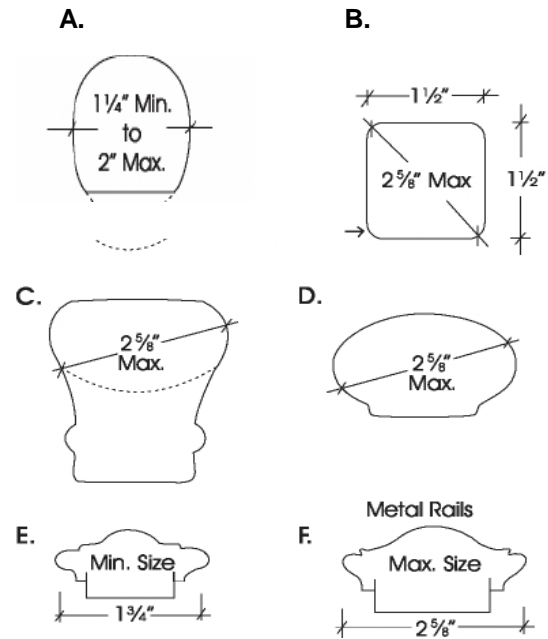 A.
1¼" Min.
to
2" Max.
B.
1½"
2⅝" Max
1½"
C.
2⅝"
Max.
D.
2⅝"
Max.
E.
Min. Size
1¾"
Metal Rails
F.
Max. Size
2⅝"